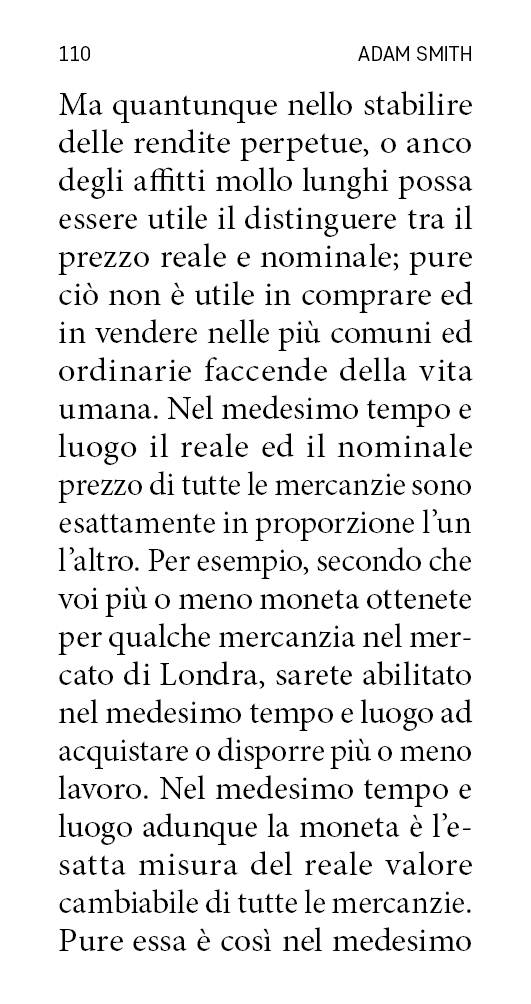 110 ADAM SMITH
Ma quantunque nello stabilire
delle rendite perpetue, o anco
degli affitti mollo lunghi possa
essere utile il distinguere tra il
prezzo reale e nominale; pure
ciò non è utile in comprare ed
in vendere nelle più comuni ed
ordinarie faccende della vita
umana. Nel medesimo tempo e
luogo il reale ed il nominale
prezzo di tutte le mercanzie sono
esattamente in proporzione l’un
l’altro. Per esempio, secondo che
voi più o meno moneta ottenete
per qualche mercanzia nel mer-
cato di Londra, sarete abilitato
nel medesimo tempo e luogo ad
acquistare o disporre più o meno
lavoro. Nel medesimo tempo e
luogo adunque la moneta è l’e-
satta misura del reale valore
cambiabile di tutte le mercanzie.
Pure essa è così nel medesimo